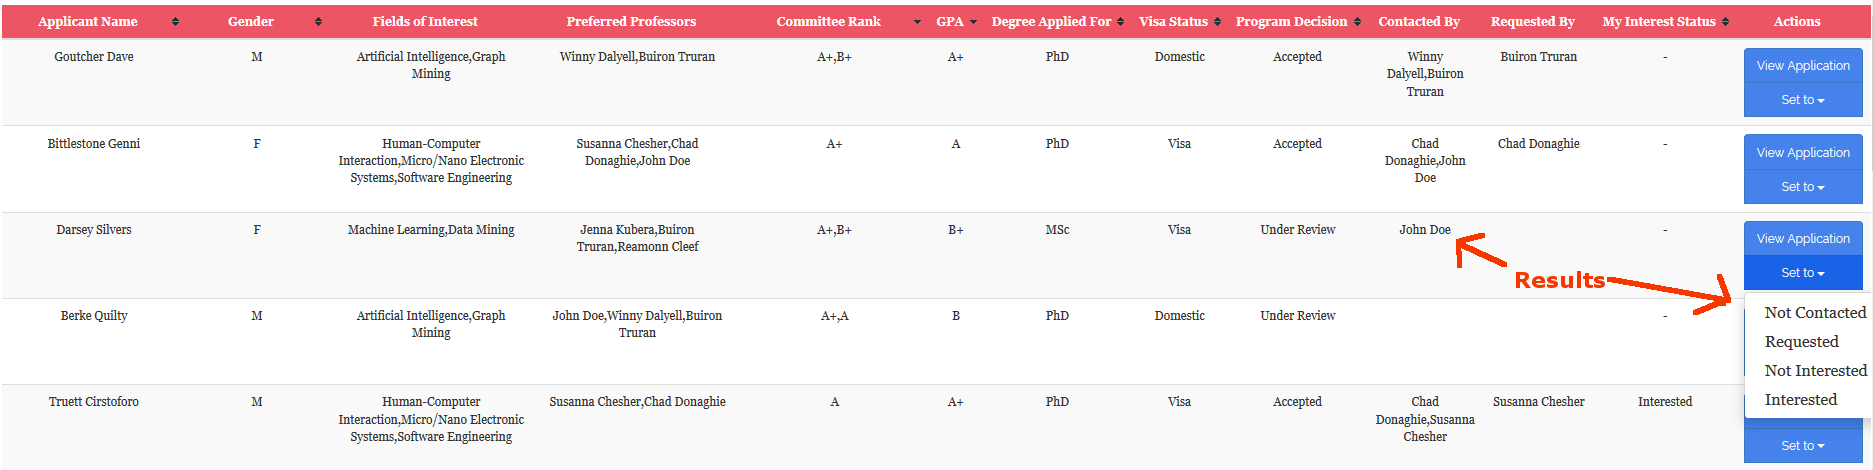 Applicant Name Gender Fields of Interest Preferred Professors Committee Rank GPA Degree Applied For Visa Status Program Decision Contacted By Requested By My Interest Status Actions
Goutcher Dave M Artificial Intelligence,Graph Winny Dalyell,Buiron Truran A+,B+ A+ PhD Domestic Accepted Winny Buiron Truran - View Application
Mining Dalyell,Buiron
Truran Set to
Bittlestone Genni F Human-Computer Susanna Chesher,Chad A+ A PhD Visa Accepted Chad Chad Donaghie - View Application
Interaction,Micro/Nano Electronic Donaghie,John Doe Donaghie,John
Systems,Software Engineering Doe Set to
Darsey Silvers F Machine Learning,Data Mining Jenna Kubera,Buiron A+,B+ B+ MSc Visa Under Review John Doe - View Application
Truran,Reamonn Cleef
Set to
Results
Berke Quilty M Artificial Intelligence,Graph John Doe,Winny Dalyell,Buiron A+,A B PhD Domestic Under Review - Not Contacted
Mining Truran
Requested
Not Interested
Truett Cirstoforo M Human-Computer Susanna Chesher,Chad Donaghie A A+ PhD Visa Accepted Chad Susanna Chesher Interested Interested
Interaction,Micro/Nano Electronic Donaghie,Susanna
Systems,Software Engineering Chesher Set to